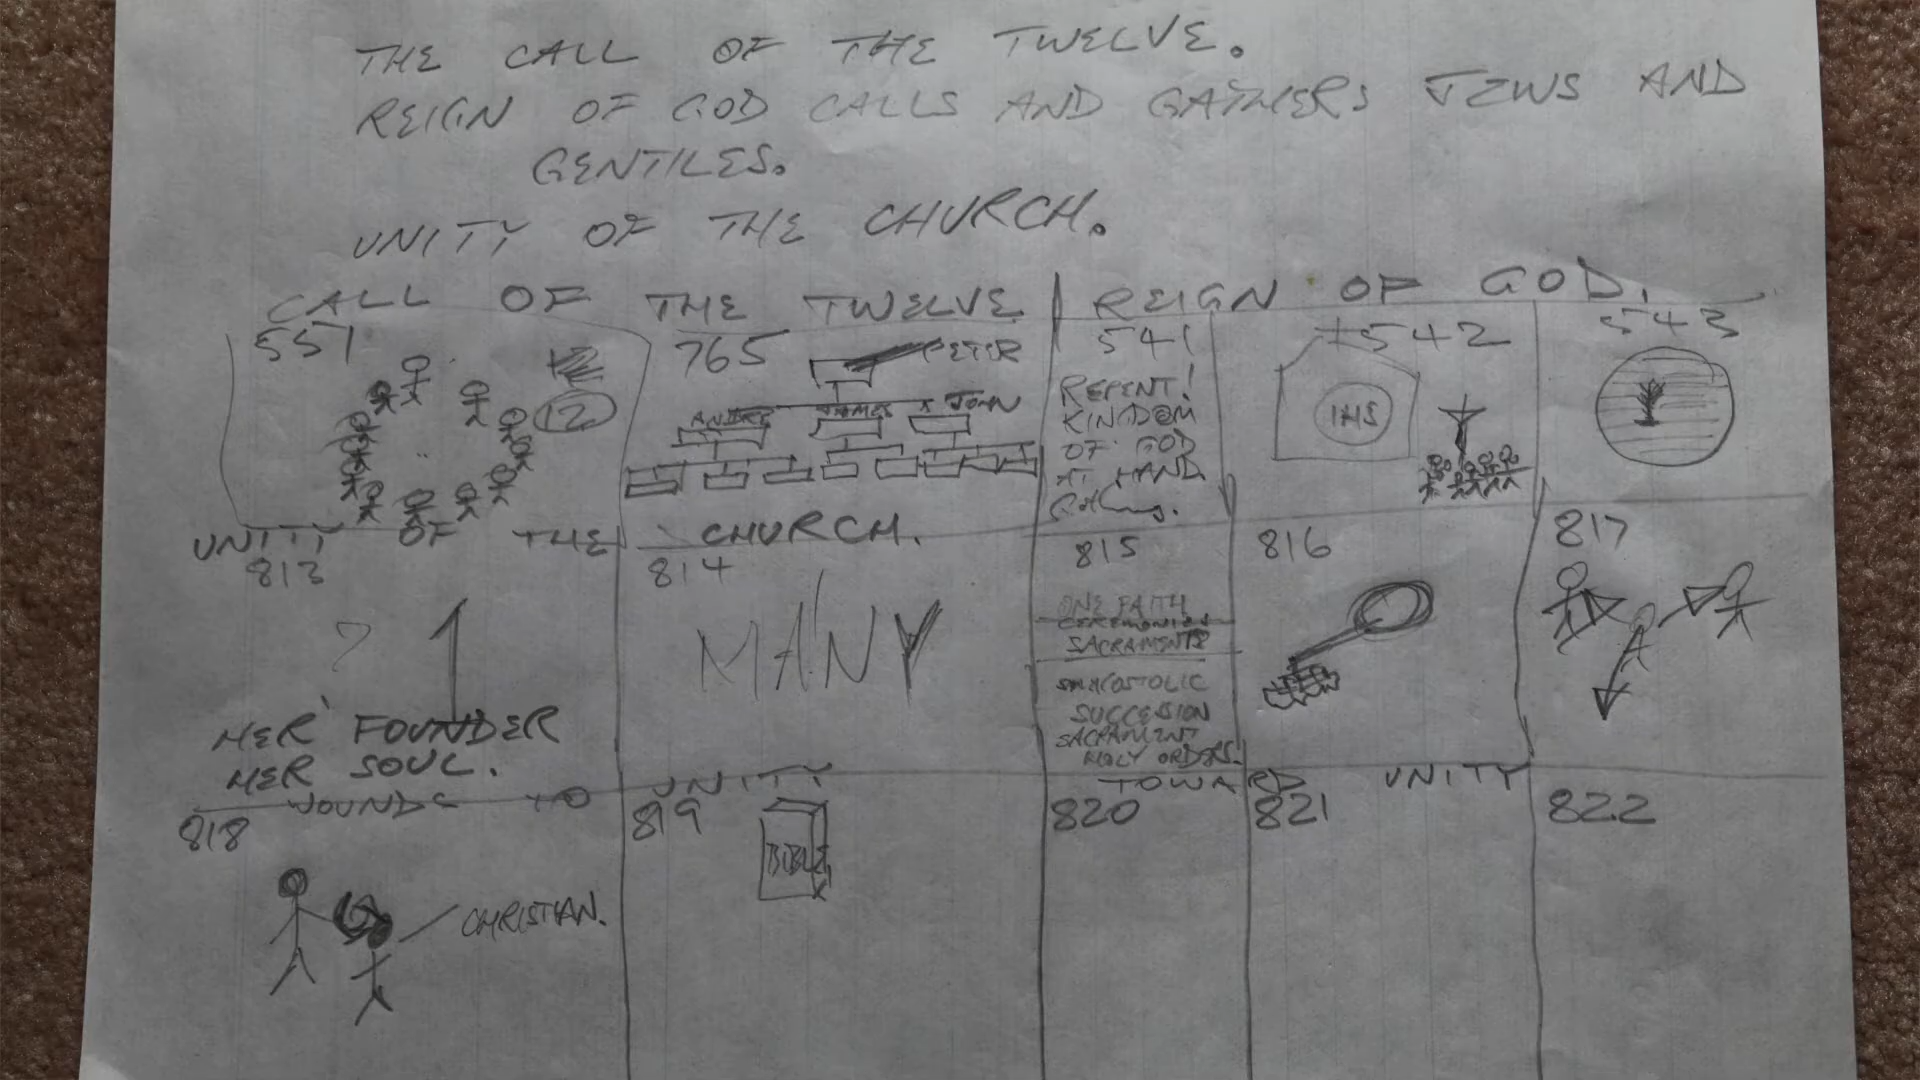 THE CALL OF THE TWELVE.
REIGN OF GOD CALLS AND GATHERS JEWS AND
GENTILES.
UNITY OF THE CHURCH.
CALL OF THE TWELVE | REIGN OF GOD.
551
12
765
PETER
ANDREW JAMES JOHN
541
REPENT!
KINGDOM
OF GOD
AT HAND
542
IHS
543
UNITY OF THE CHURCH.
813
1
HER FOUNDER
HER SOUL.
814
MANY
815
ONE FAITH
CEREMONIES
SACRAMENTS
APOSTOLIC
SUCCESSION
SACRAMENT
HOLY ORDERS.
816
817
WOUNDS TO UNITY
TOWARD UNITY
818
CHRISTIAN.
819
BIBLE
820
821
822